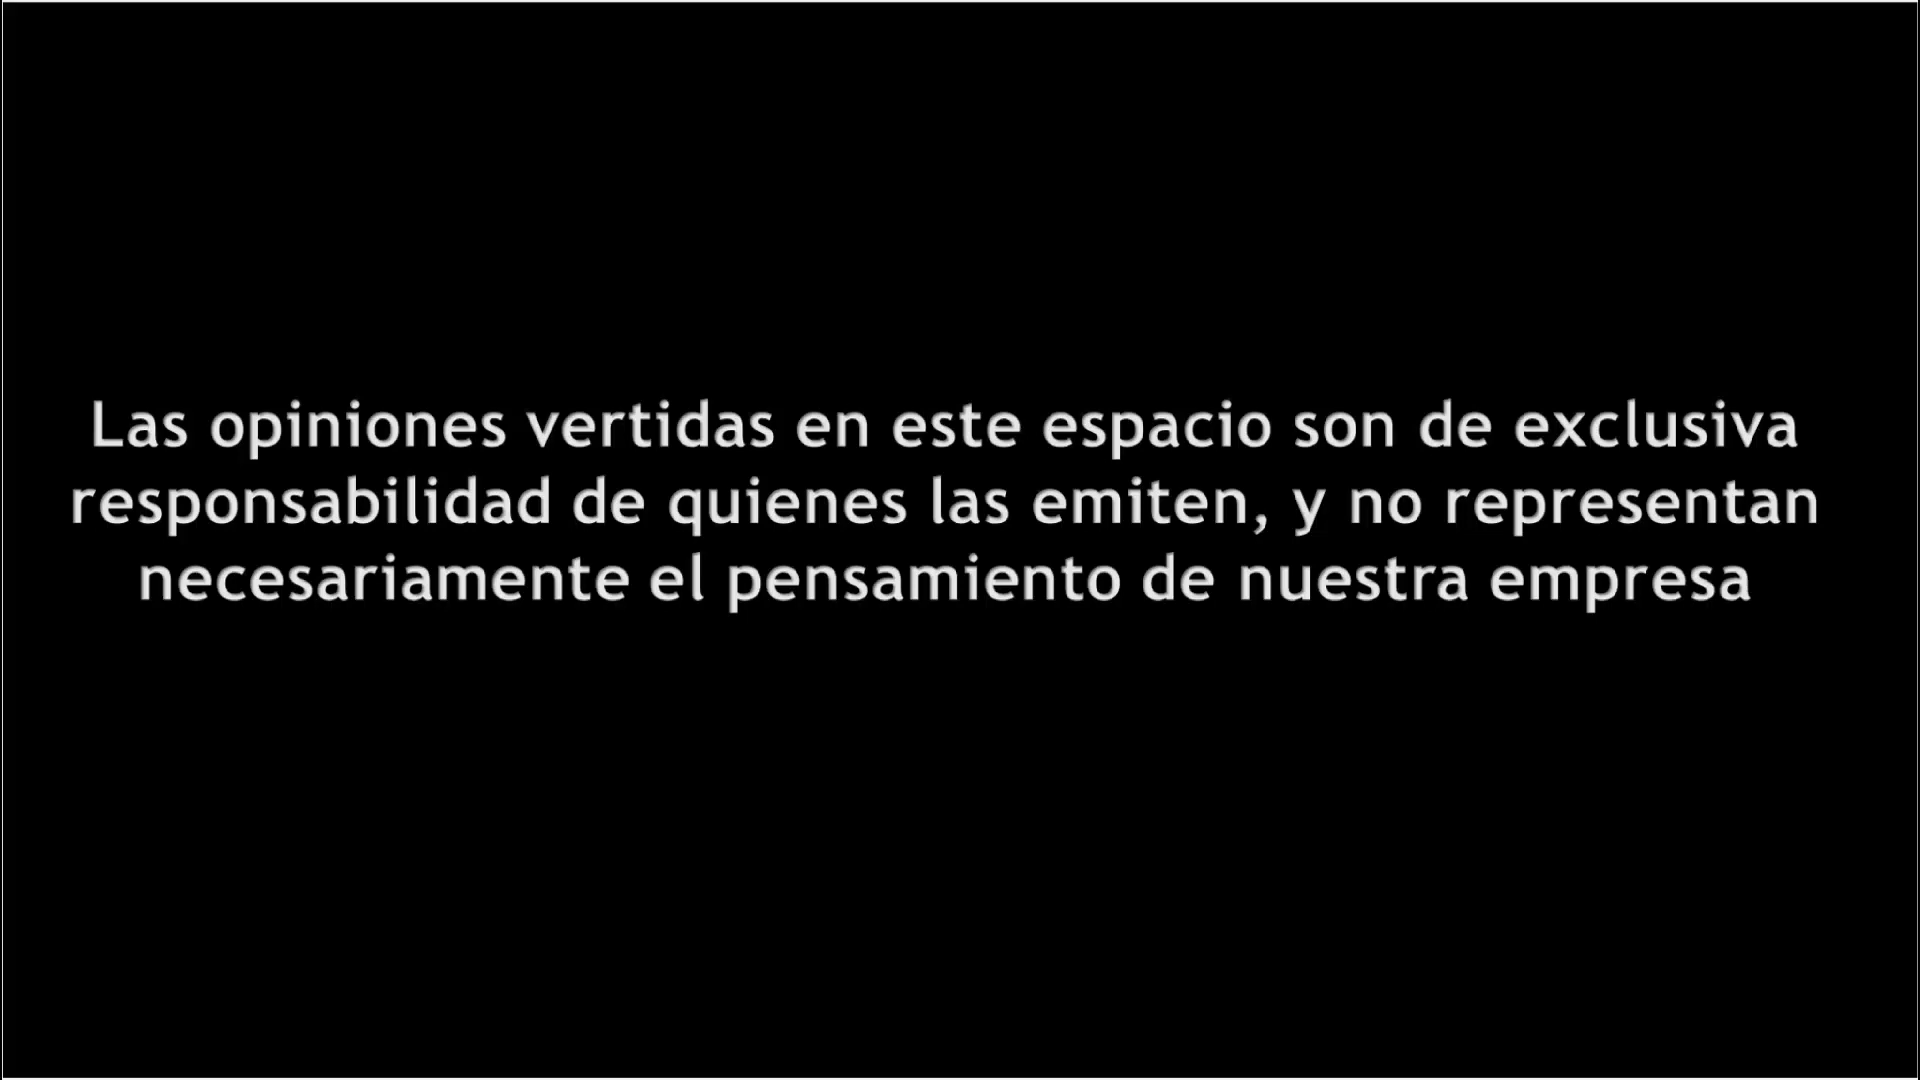 Las opiniones vertidas en este espacio son de exclusiva
responsabilidad de quienes las emiten, y no representan
necesariamente el pensamiento de nuestra empresa